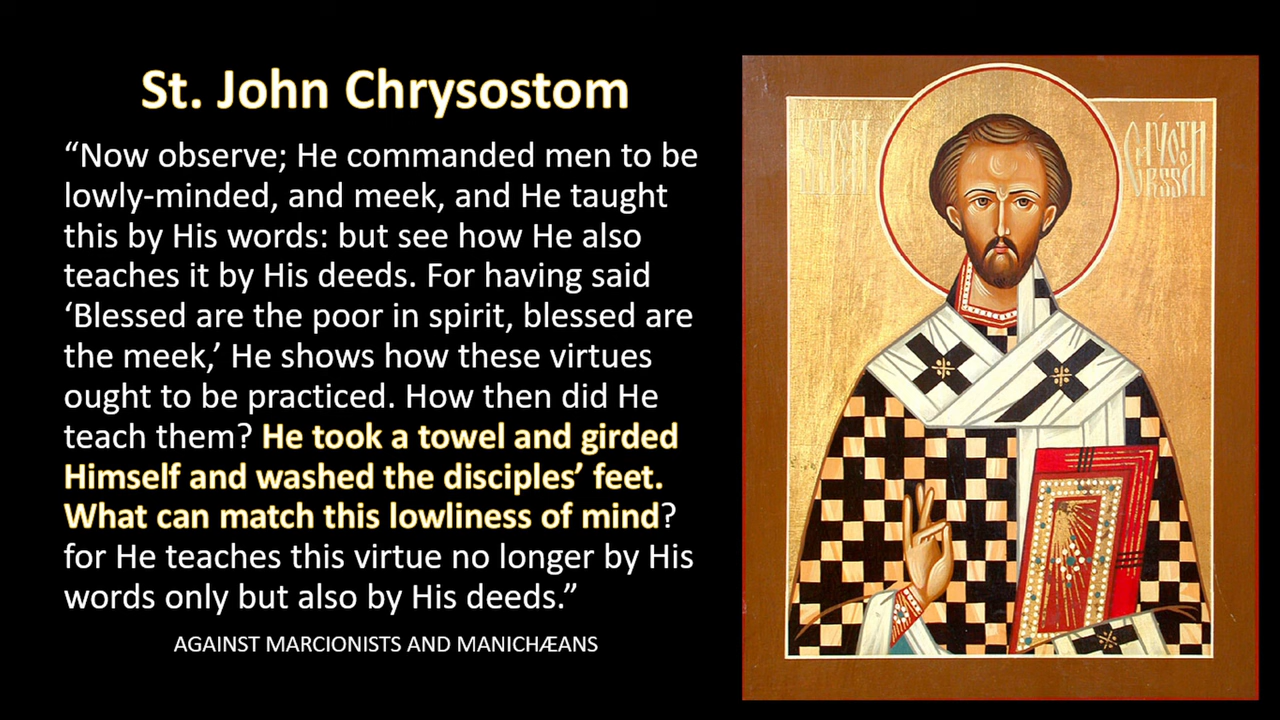 St. John Chrysostom
“Now observe; He commanded men to be
lowly-minded, and meek, and He taught
this by His words: but see how He also
teaches it by His deeds. For having said
‘Blessed are the poor in spirit, blessed are
the meek,’ He shows how these virtues
ought to be practiced. How then did He
teach them? He took a towel and girded
Himself and washed the disciples’ feet.
What can match this lowliness of mind?
for He teaches this virtue no longer by His
words only but also by His deeds.”
AGAINST MARCIONISTS AND MANICHÆANS